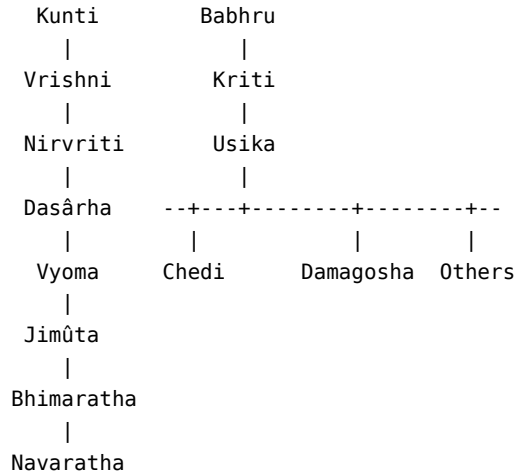 Kunti Babhru
Vrishni Kriti
Nirvriti Usika
Dasârha
Vyoma Chedi Damagosha Others
Jimûta
Bhimaratha
Navaratha